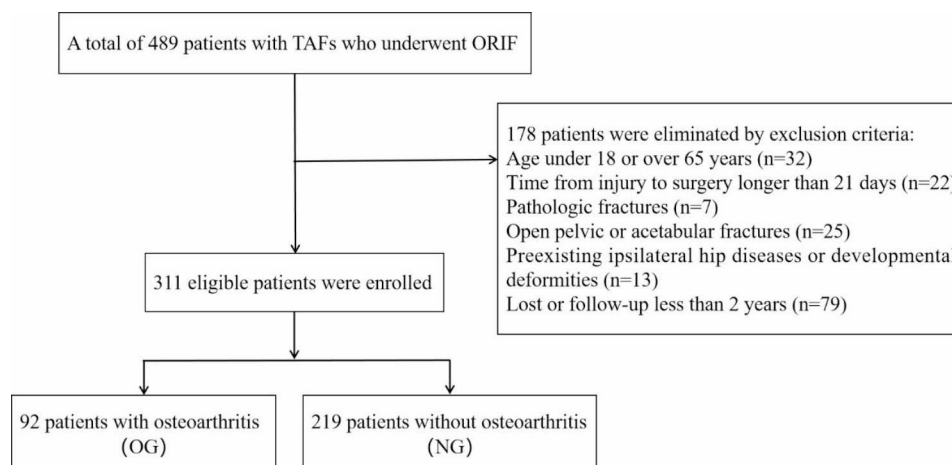 A total of 489 patients with TAFs who underwent ORIF
178 patients were eliminated by exclusion criteria:
Age under 18 or over 65 years (n=32)
Time from injury to surgery longer than 21 days (n=22)
Pathologic fractures (n=7)
Open pelvic or acetabular fractures (n=25)
Preexisting ipsilateral hip diseases or developmental
deformities (n=13)
Lost or follow-up less than 2 years (n=79)
311 eligible patients were enrolled
92 patients with osteoarthritis
(OG)
219 patients without osteoarthritis
(NG)